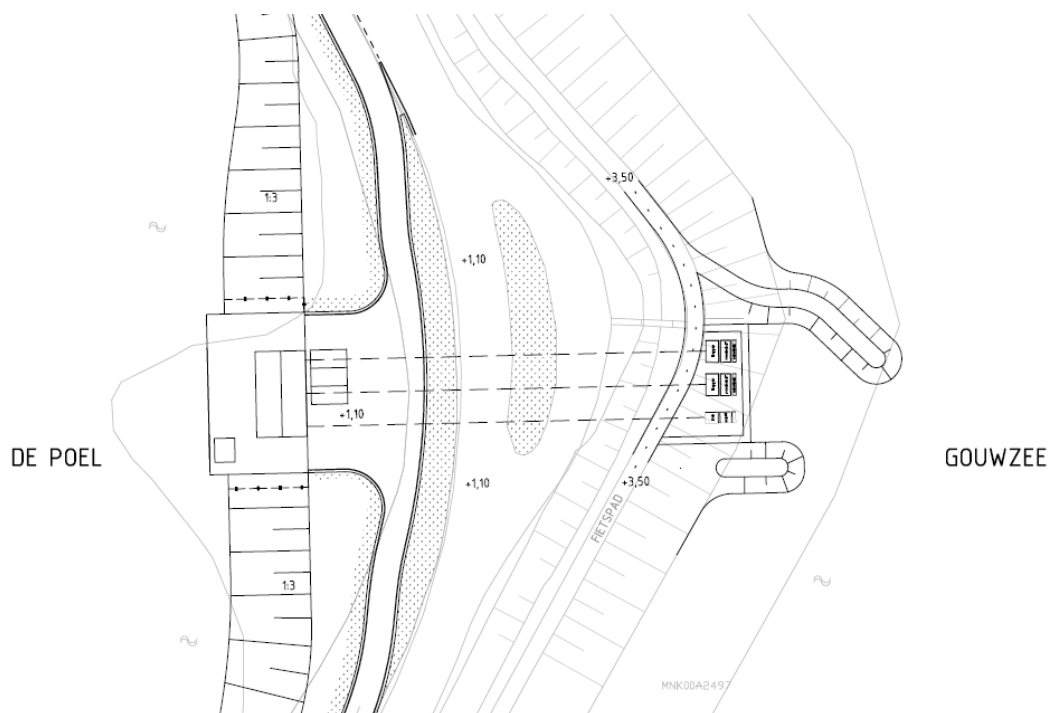 +3,50
1:3
+1,10
+1,10
DE POEL
GOUWZEE
+1,10
+3,50
FIETSPAD
1:3
MNK00A2497